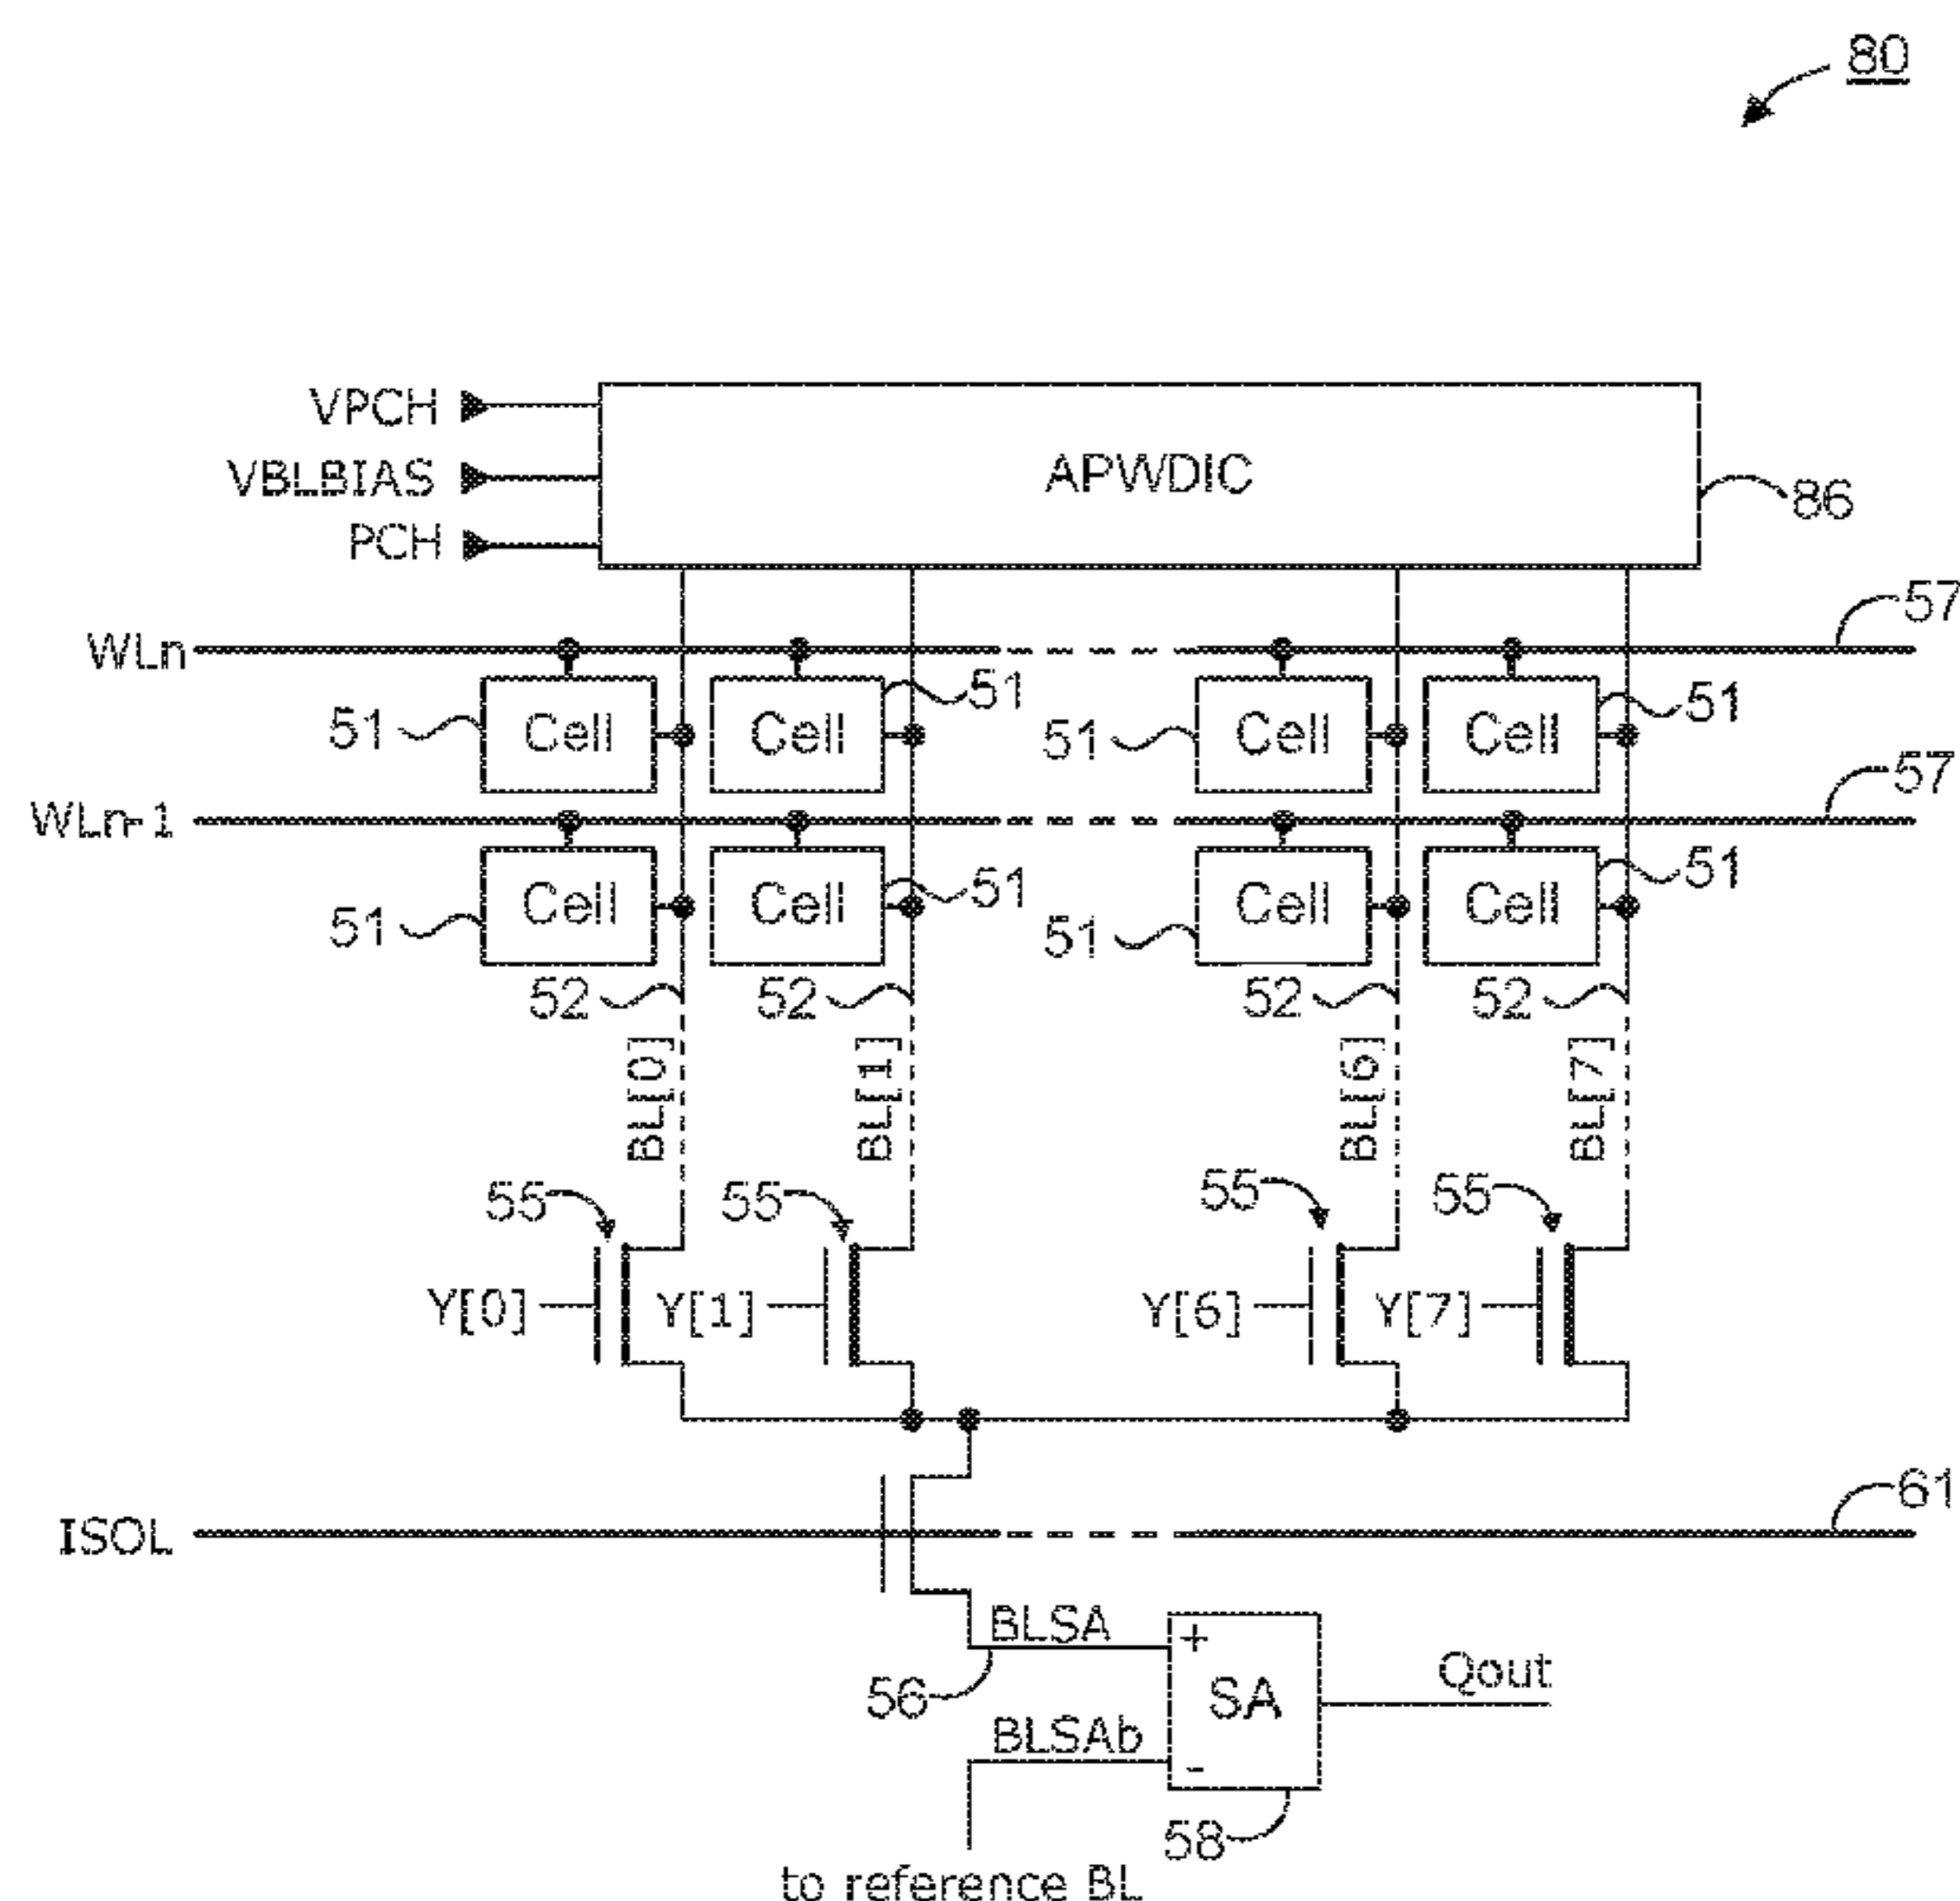 80
VPCH
VBLBIAS
PCH
APWDIC
86
WLn
57
51 Cell Cell 51 51 Cell Cell 51
WLn-1
57
51 Cell Cell 51 51 Cell Cell 51
52 52 52 52
BL[0] BL[1] BL[6] BL[7]
55 55 55 55
Y[0] Y[1] Y[6] Y[7]
ISOL
61
BLSA
56
+
SA
-
Qout
BLSAb
58
to reference BL